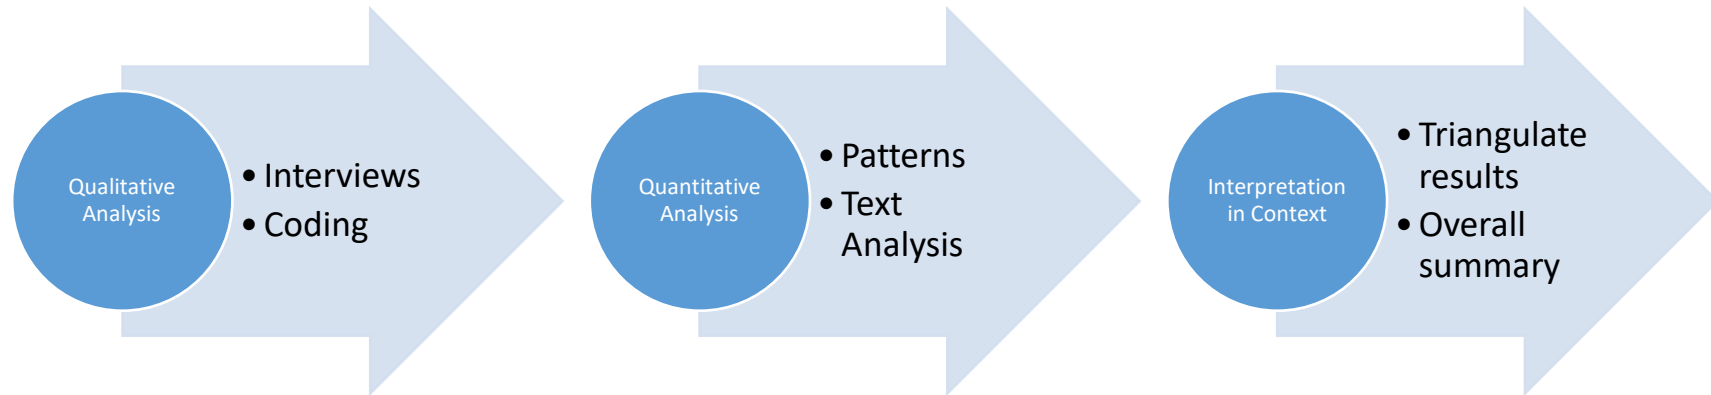 Qualitative
Analysis
• Interviews
• Coding
Quantitative
Analysis
• Patterns
• Text
Analysis
Interpretation
in Context
• Triangulate
results
• Overall
summary